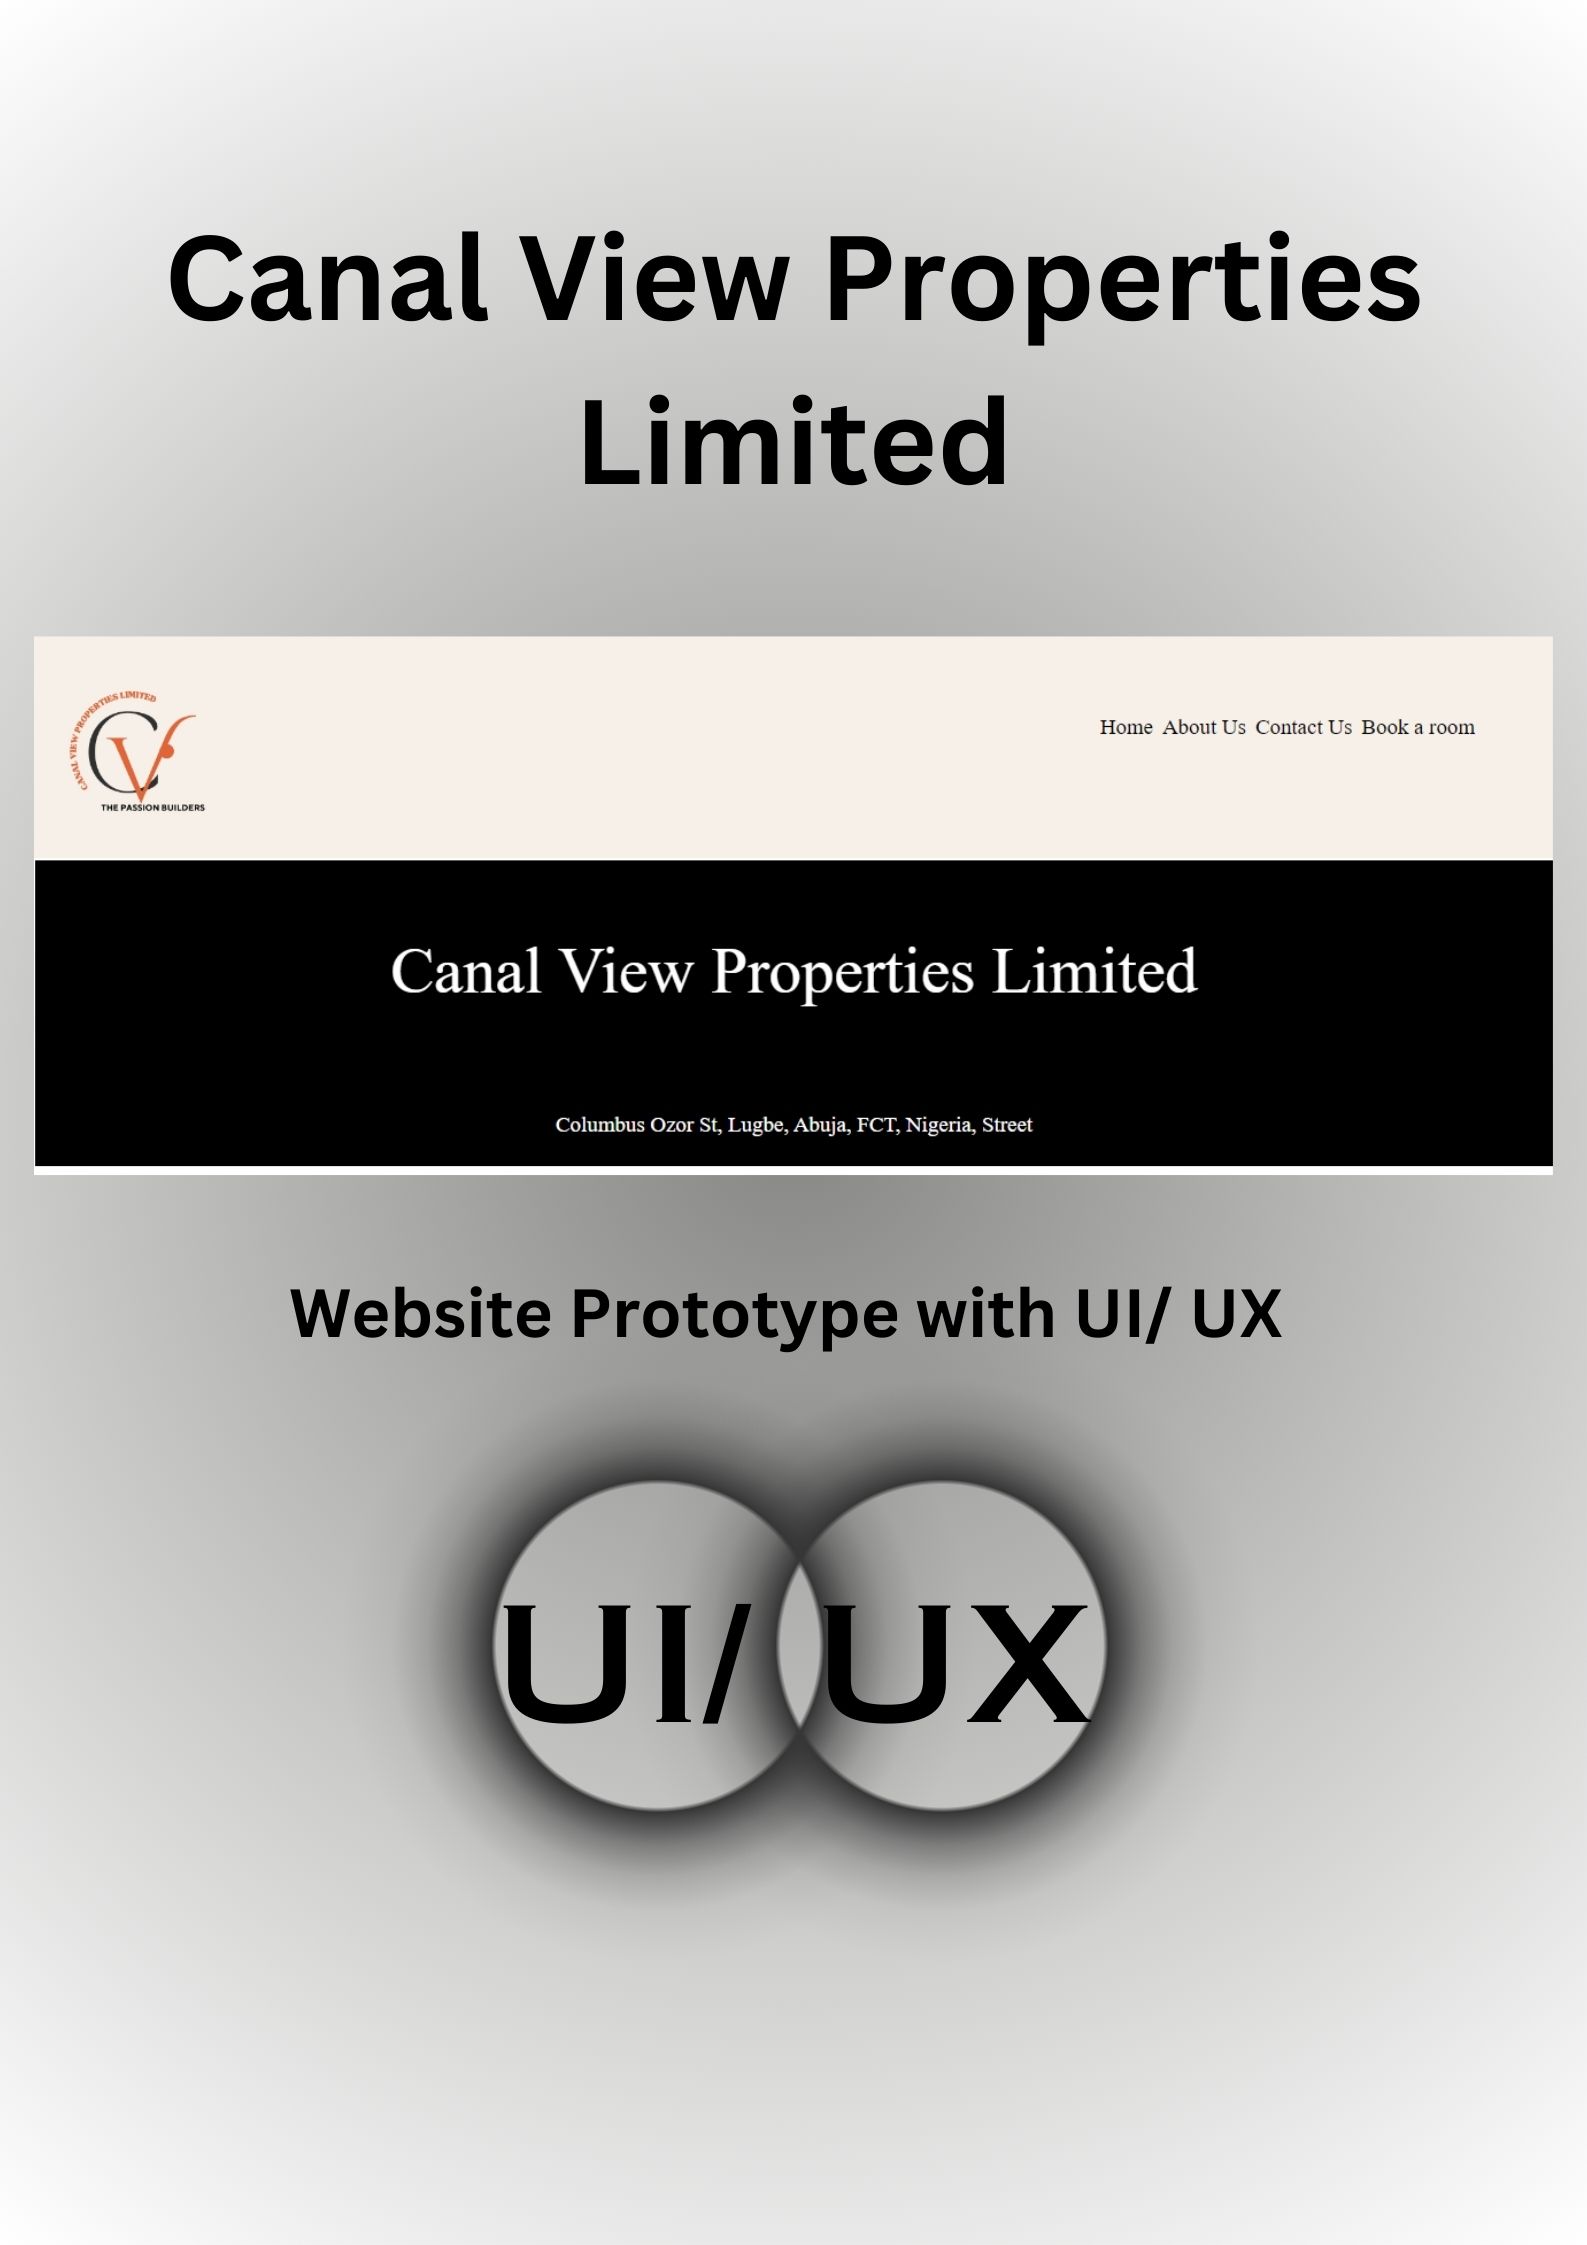 Canal View Properties
Limited
CANAL VIEW PROPERTIES LIMITED
CV
THE PASSION BUILDERS
Home About Us Contact Us Book a room
Canal View Properties Limited
Columbus Ozor St, Lugbe, Abuja, FCT, Nigeria, Street
Website Prototype with UI/ UX
UI/ UX